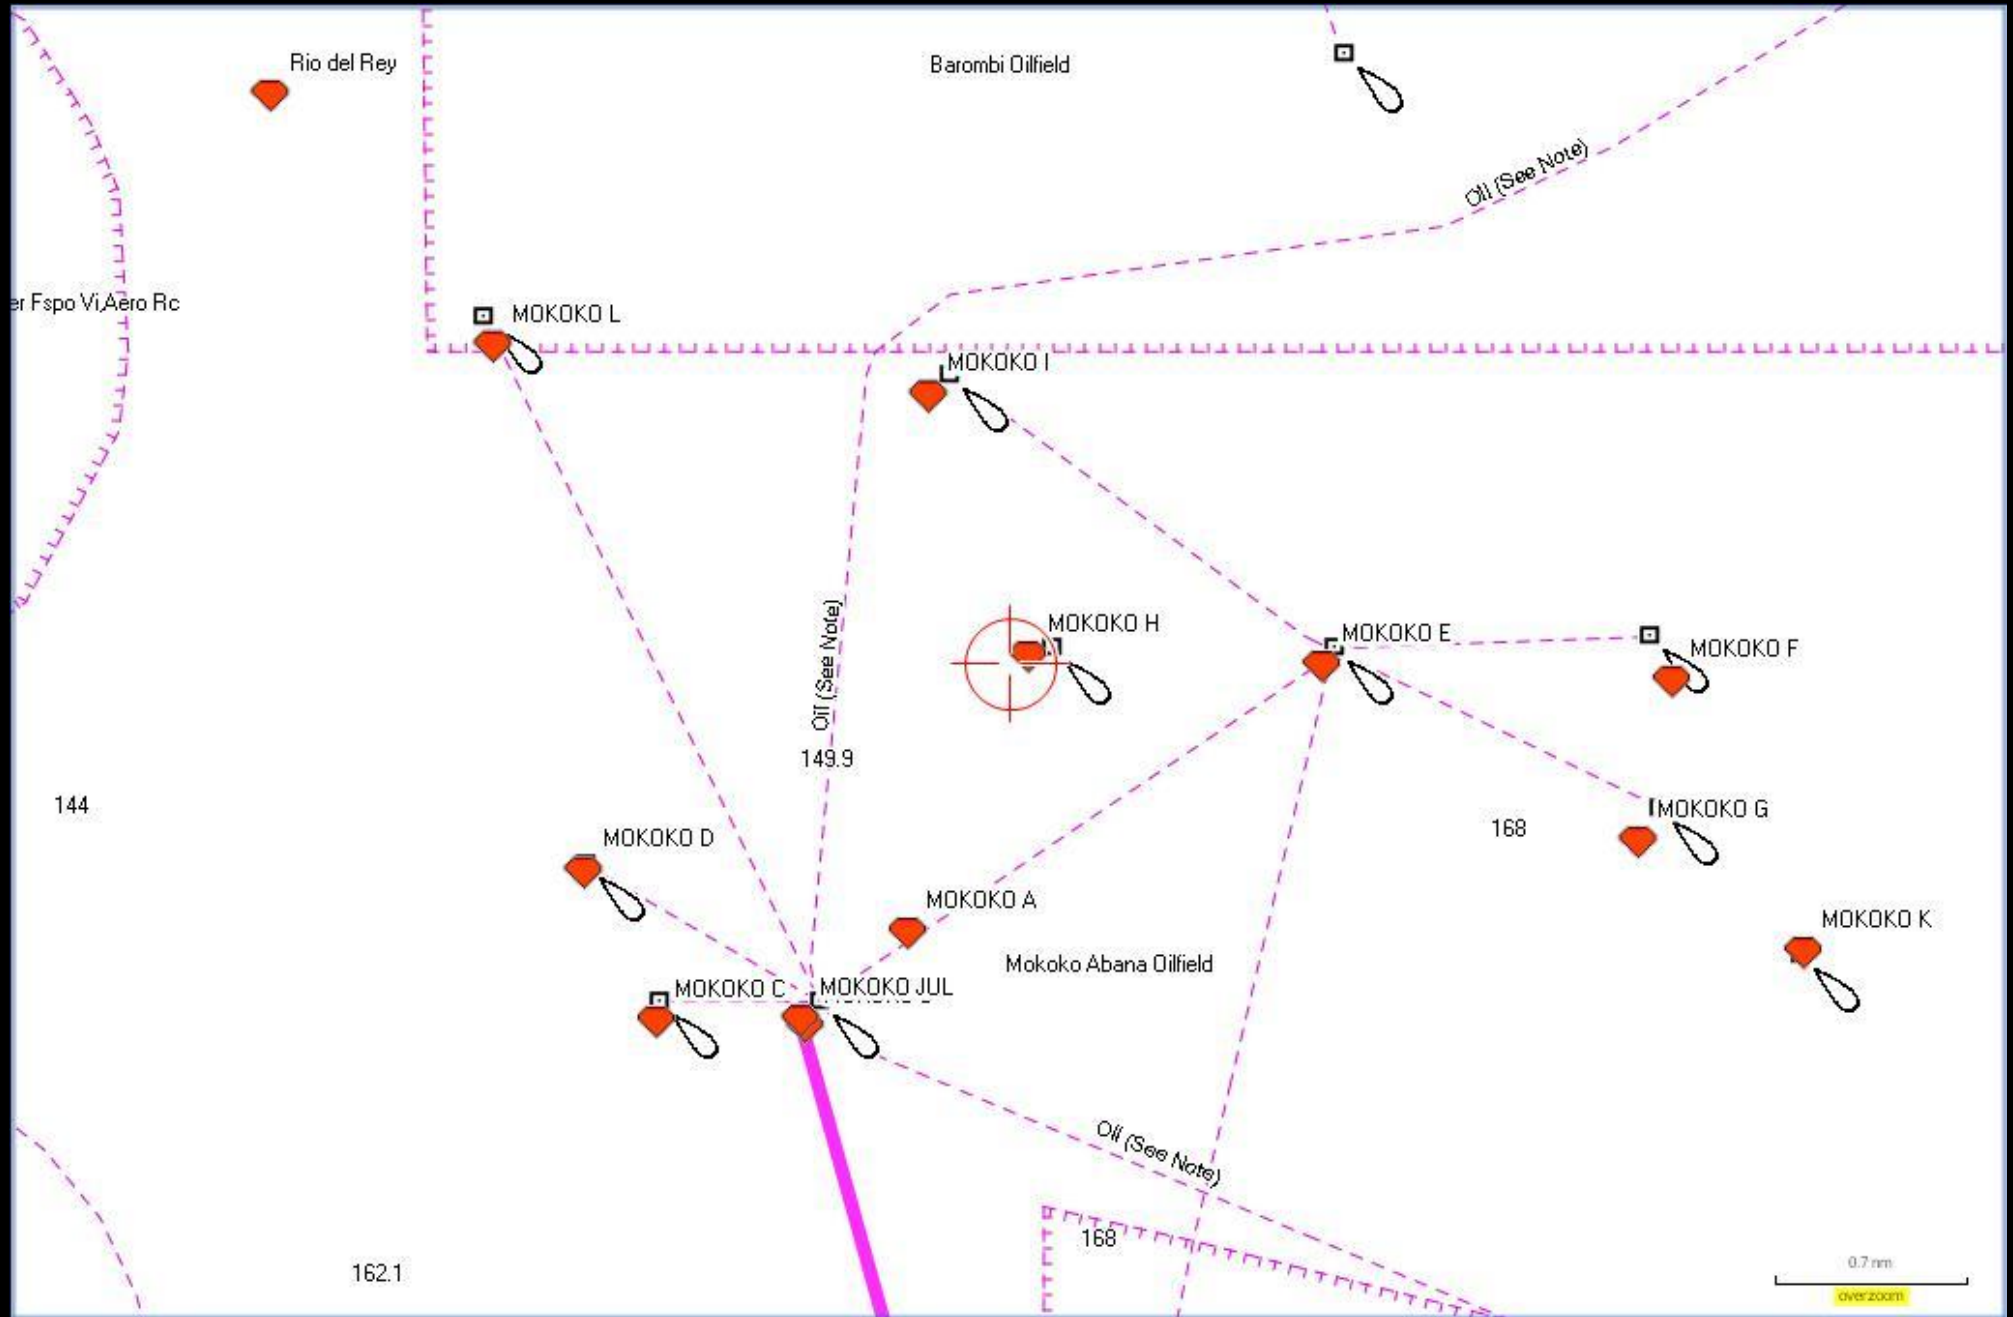 Rio del Rey
Barombi Oilfield
Oil (See Note)
er Fspo Vi,Aero Rc
MOKOKO L
MOKOKO I
Oil (See Note)
MOKOKO H
MOKOKO E
MOKOKO F
149.9
144
168
MOKOKO G
MOKOKO D
MOKOKO A
MOKOKO K
Mokoko Abana Oilfield
MOKOKO C
MOKOKO JUL
Oil (See Note)
168
162.1
0.7 nm
overzoom